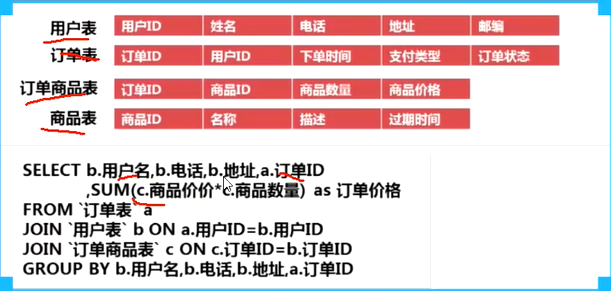 用户表 用户ID 姓名 电话 地址 邮编
订单表 订单ID 用户ID 下单时间 支付类型 订单状态
订单商品表 订单ID 商品ID 商品数量 商品价格
商品表 商品ID 名称 描述 过期时间
SELECT b.用户名,b.电话,b.地址,a.订单ID
,SUM(c.商品价价*c.商品数量) as 订单价格
FROM `订单表` a
JOIN `用户表` b ON a.用户ID=b.用户ID
JOIN `订单商品表` c ON c.订单ID=b.订单ID
GROUP BY b.用户名,b.电话,b.地址,a.订单ID